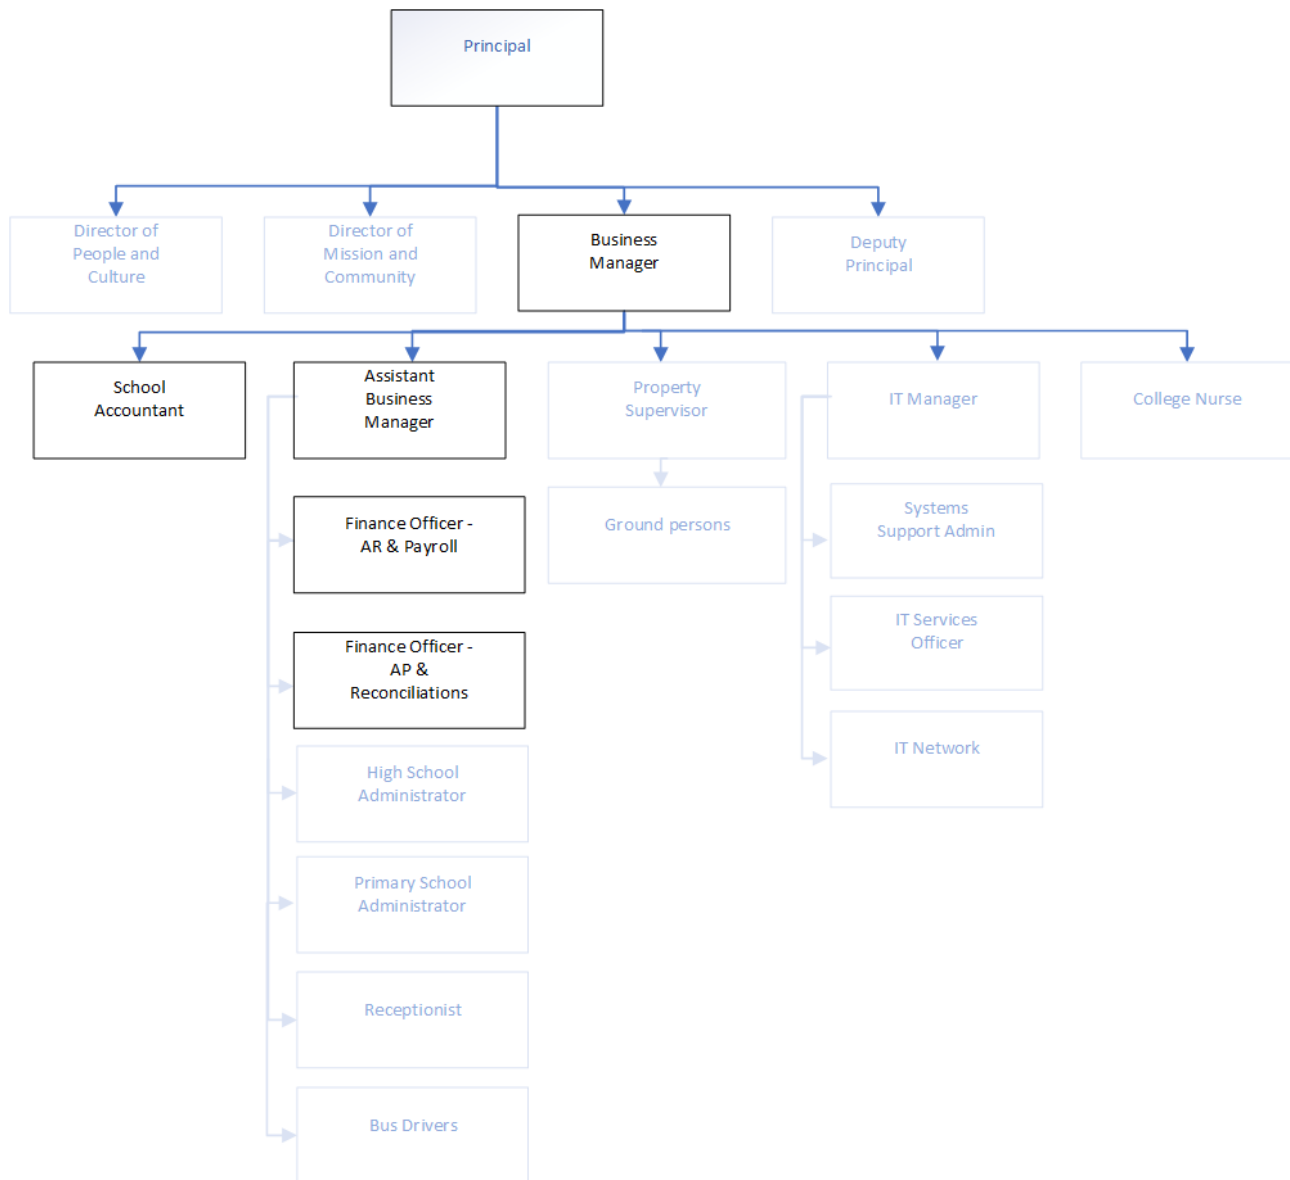 Principal
Director of
People and
Culture
Director of
Mission and
Community
Business
Manager
Deputy
Principal
School
Accountant
Assistant
Business
Manager
Property
Supervisor
IT Manager
College Nurse
Finance Officer -
AR & Payroll
Ground persons
Systems
Support Admin
IT Services
Officer
Finance Officer -
AP &
Reconciliations
IT Network
High School
Administrator
Primary School
Administrator
Receptionist
Bus Drivers